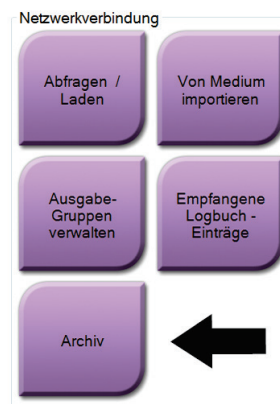 Netzwerkverbindung
Abfragen /
Laden
Von Medium
importieren
Ausgabe-
Gruppen
verwalten
Empfangene
Logbuch -
Einträge
Archiv